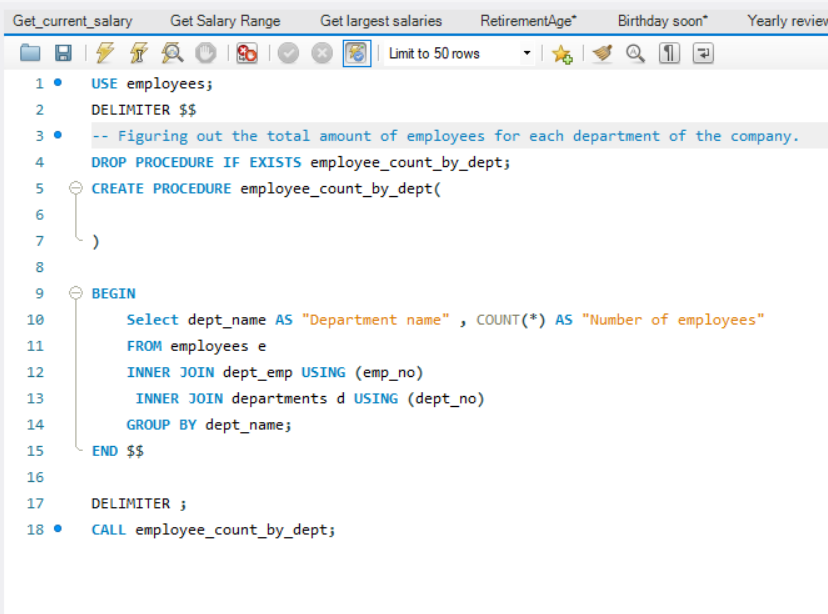 Get_current_salary Get Salary Range Get largest salaries RetirementAge* Birthday soon* Yearly review
Limit to 50 rows
1 USE employees;
2 DELIMITER $$
3 -- Figuring out the total amount of employees for each department of the company.
4 DROP PROCEDURE IF EXISTS employee_count_by_dept;
5 CREATE PROCEDURE employee_count_by_dept(
6
7 )
8
9 BEGIN
10 Select dept_name AS "Department name" , COUNT(*) AS "Number of employees"
11 FROM employees e
12 INNER JOIN dept_emp USING (emp_no)
13 INNER JOIN departments d USING (dept_no)
14 GROUP BY dept_name;
15 END $$
16
17 DELIMITER ;
18 CALL employee_count_by_dept;